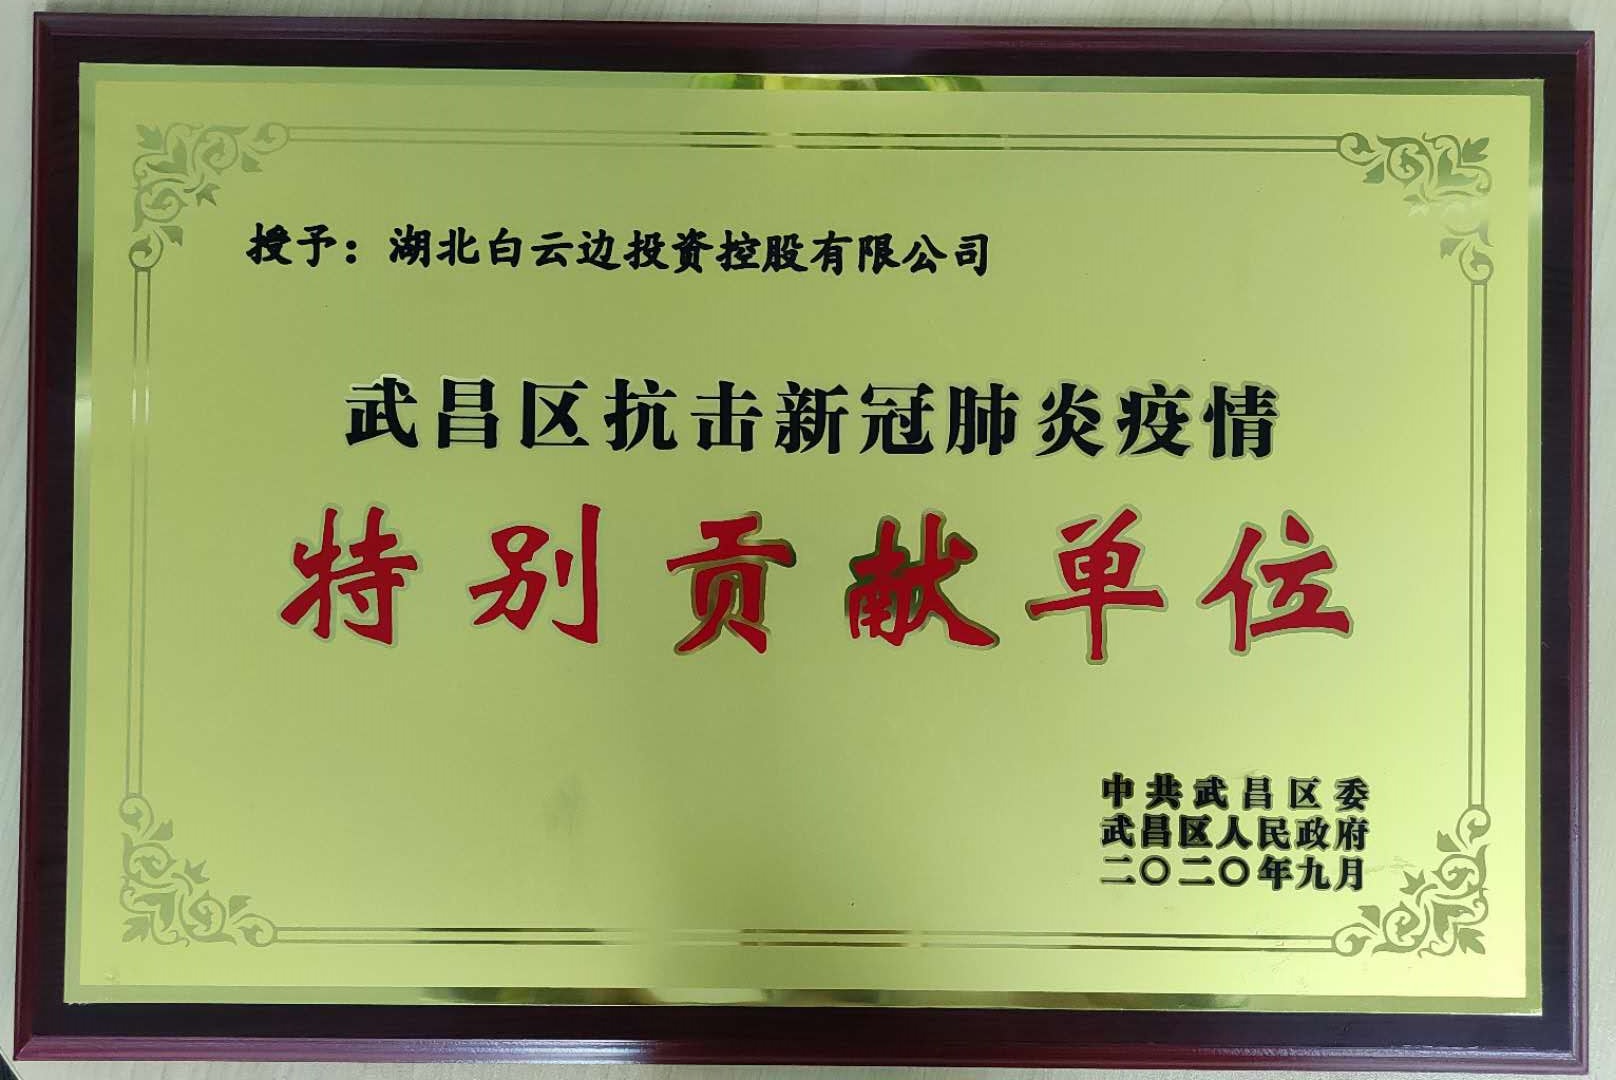 授予：湖北白云边投资控股有限公司
武昌区抗击新冠肺炎疫情
特别贡献单位
中共武昌区委
武昌区人民政府
二〇二〇年九月